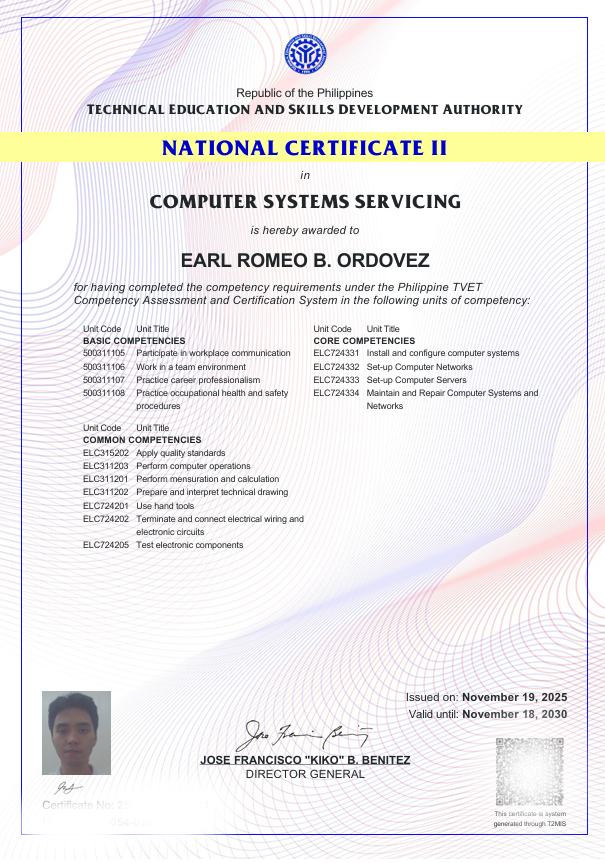 Republic of the Philippines
TECHNICAL EDUCATION AND SKILLS DEVELOPMENT AUTHORITY
NATIONAL CERTIFICATE II
in
COMPUTER SYSTEMS SERVICING
is hereby awarded to
EARL ROMEO B. ORDOVEZ
for having completed the competency requirements under the Philippine TVET
Competency Assessment and Certification System in the following units of competency:
Unit Code Unit Title
BASIC COMPETENCIES
500311105 Participate in workplace communication
500311106 Work in a team environment
500311107 Practice career professionalism
500311108 Practice occupational health and safety
procedures
Unit Code Unit Title
COMMON COMPETENCIES
ELC315202 Apply quality standards
ELC311203 Perform computer operations
ELC311201 Perform mensuration and calculation
ELC311202 Prepare and interpret technical drawing
ELC724201 Use hand tools
ELC724202 Terminate and connect electrical wiring and
electronic circuits
ELC724205 Test electronic components
Unit Code Unit Title
CORE COMPETENCIES
ELC724331 Install and configure computer systems
ELC724332 Set-up Computer Networks
ELC724333 Set-up Computer Servers
ELC724334 Maintain and Repair Computer Systems and
Networks
Issued on: November 19, 2025
Valid until: November 18, 2030
JOSE FRANCISCO "KIKO" B. BENITEZ
DIRECTOR GENERAL
Certificate No:
This certificate is system
generated through T2MIS